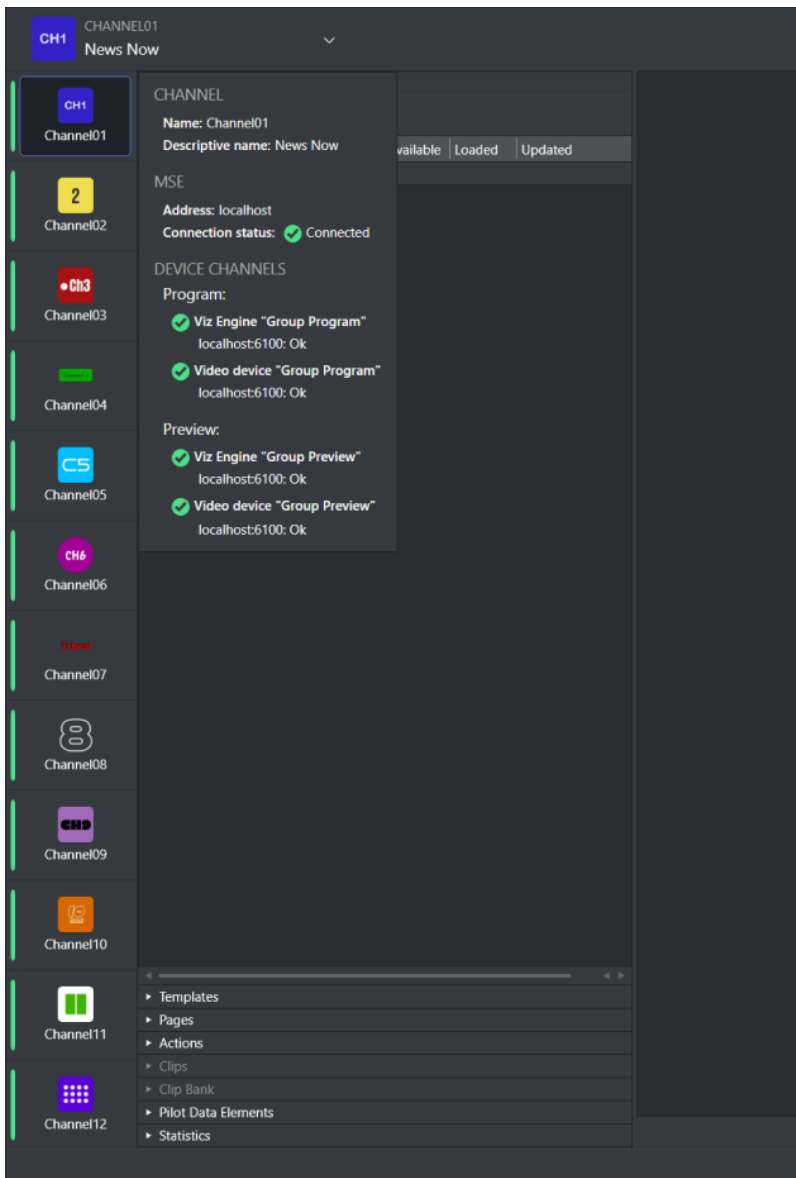 CH1
CHANNEL01
News Now
CH1
Channel01
2
Channel02
Ch3
Channel03
Channel04
C5
Channel05
CH6
Channel06
Channel07
8
Channel08
CH9
Channel09
Channel10
Channel11
Channel12
CHANNEL
Name: Channel01
Descriptive name: News Now
MSE
Address: localhost
Connection status: Connected
DEVICE CHANNELS
Program:
Viz Engine "Group Program"
localhost:6100: Ok
Video device "Group Program"
localhost:6100: Ok
Preview:
Viz Engine "Group Preview"
localhost:6100: Ok
Video device "Group Preview"
localhost:6100: Ok
vailable Loaded Updated
Templates
Pages
Actions
Clips
Clip Bank
Pilot Data Elements
Statistics